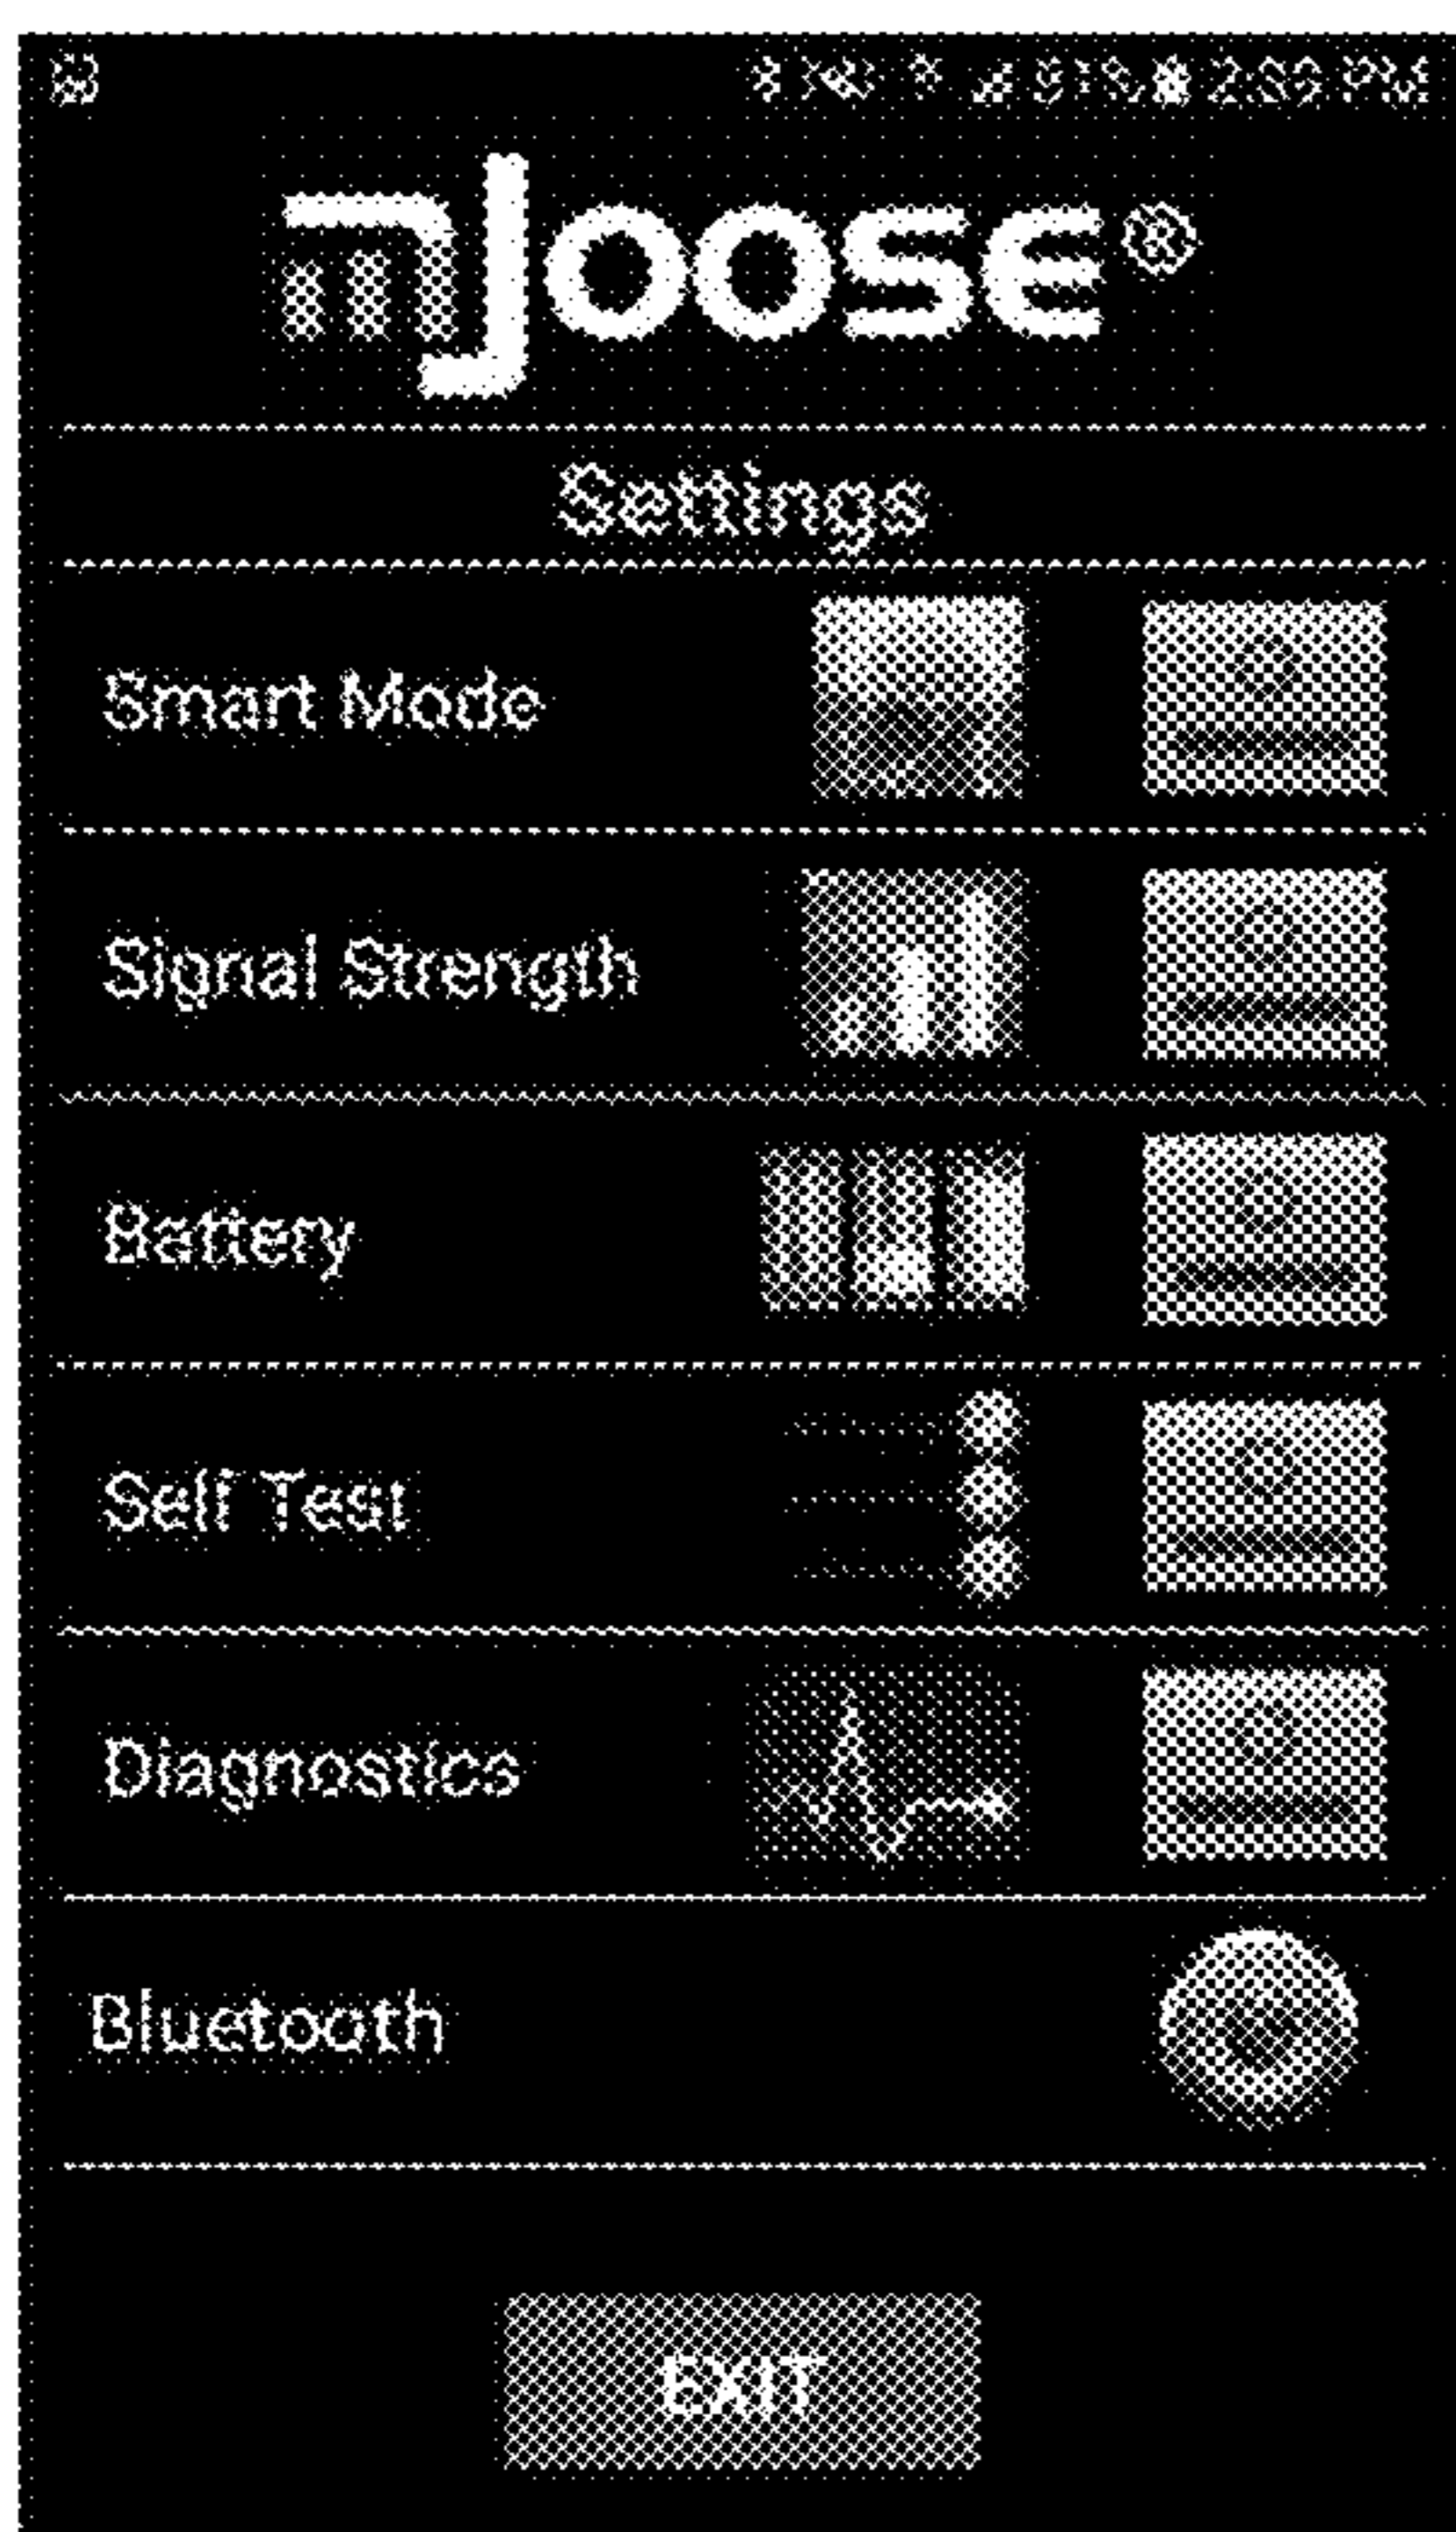 mJoose®
Settings
Smart Mode
Signal Strength
Battery
Self Test
Diagnostics
Bluetooth
EXIT